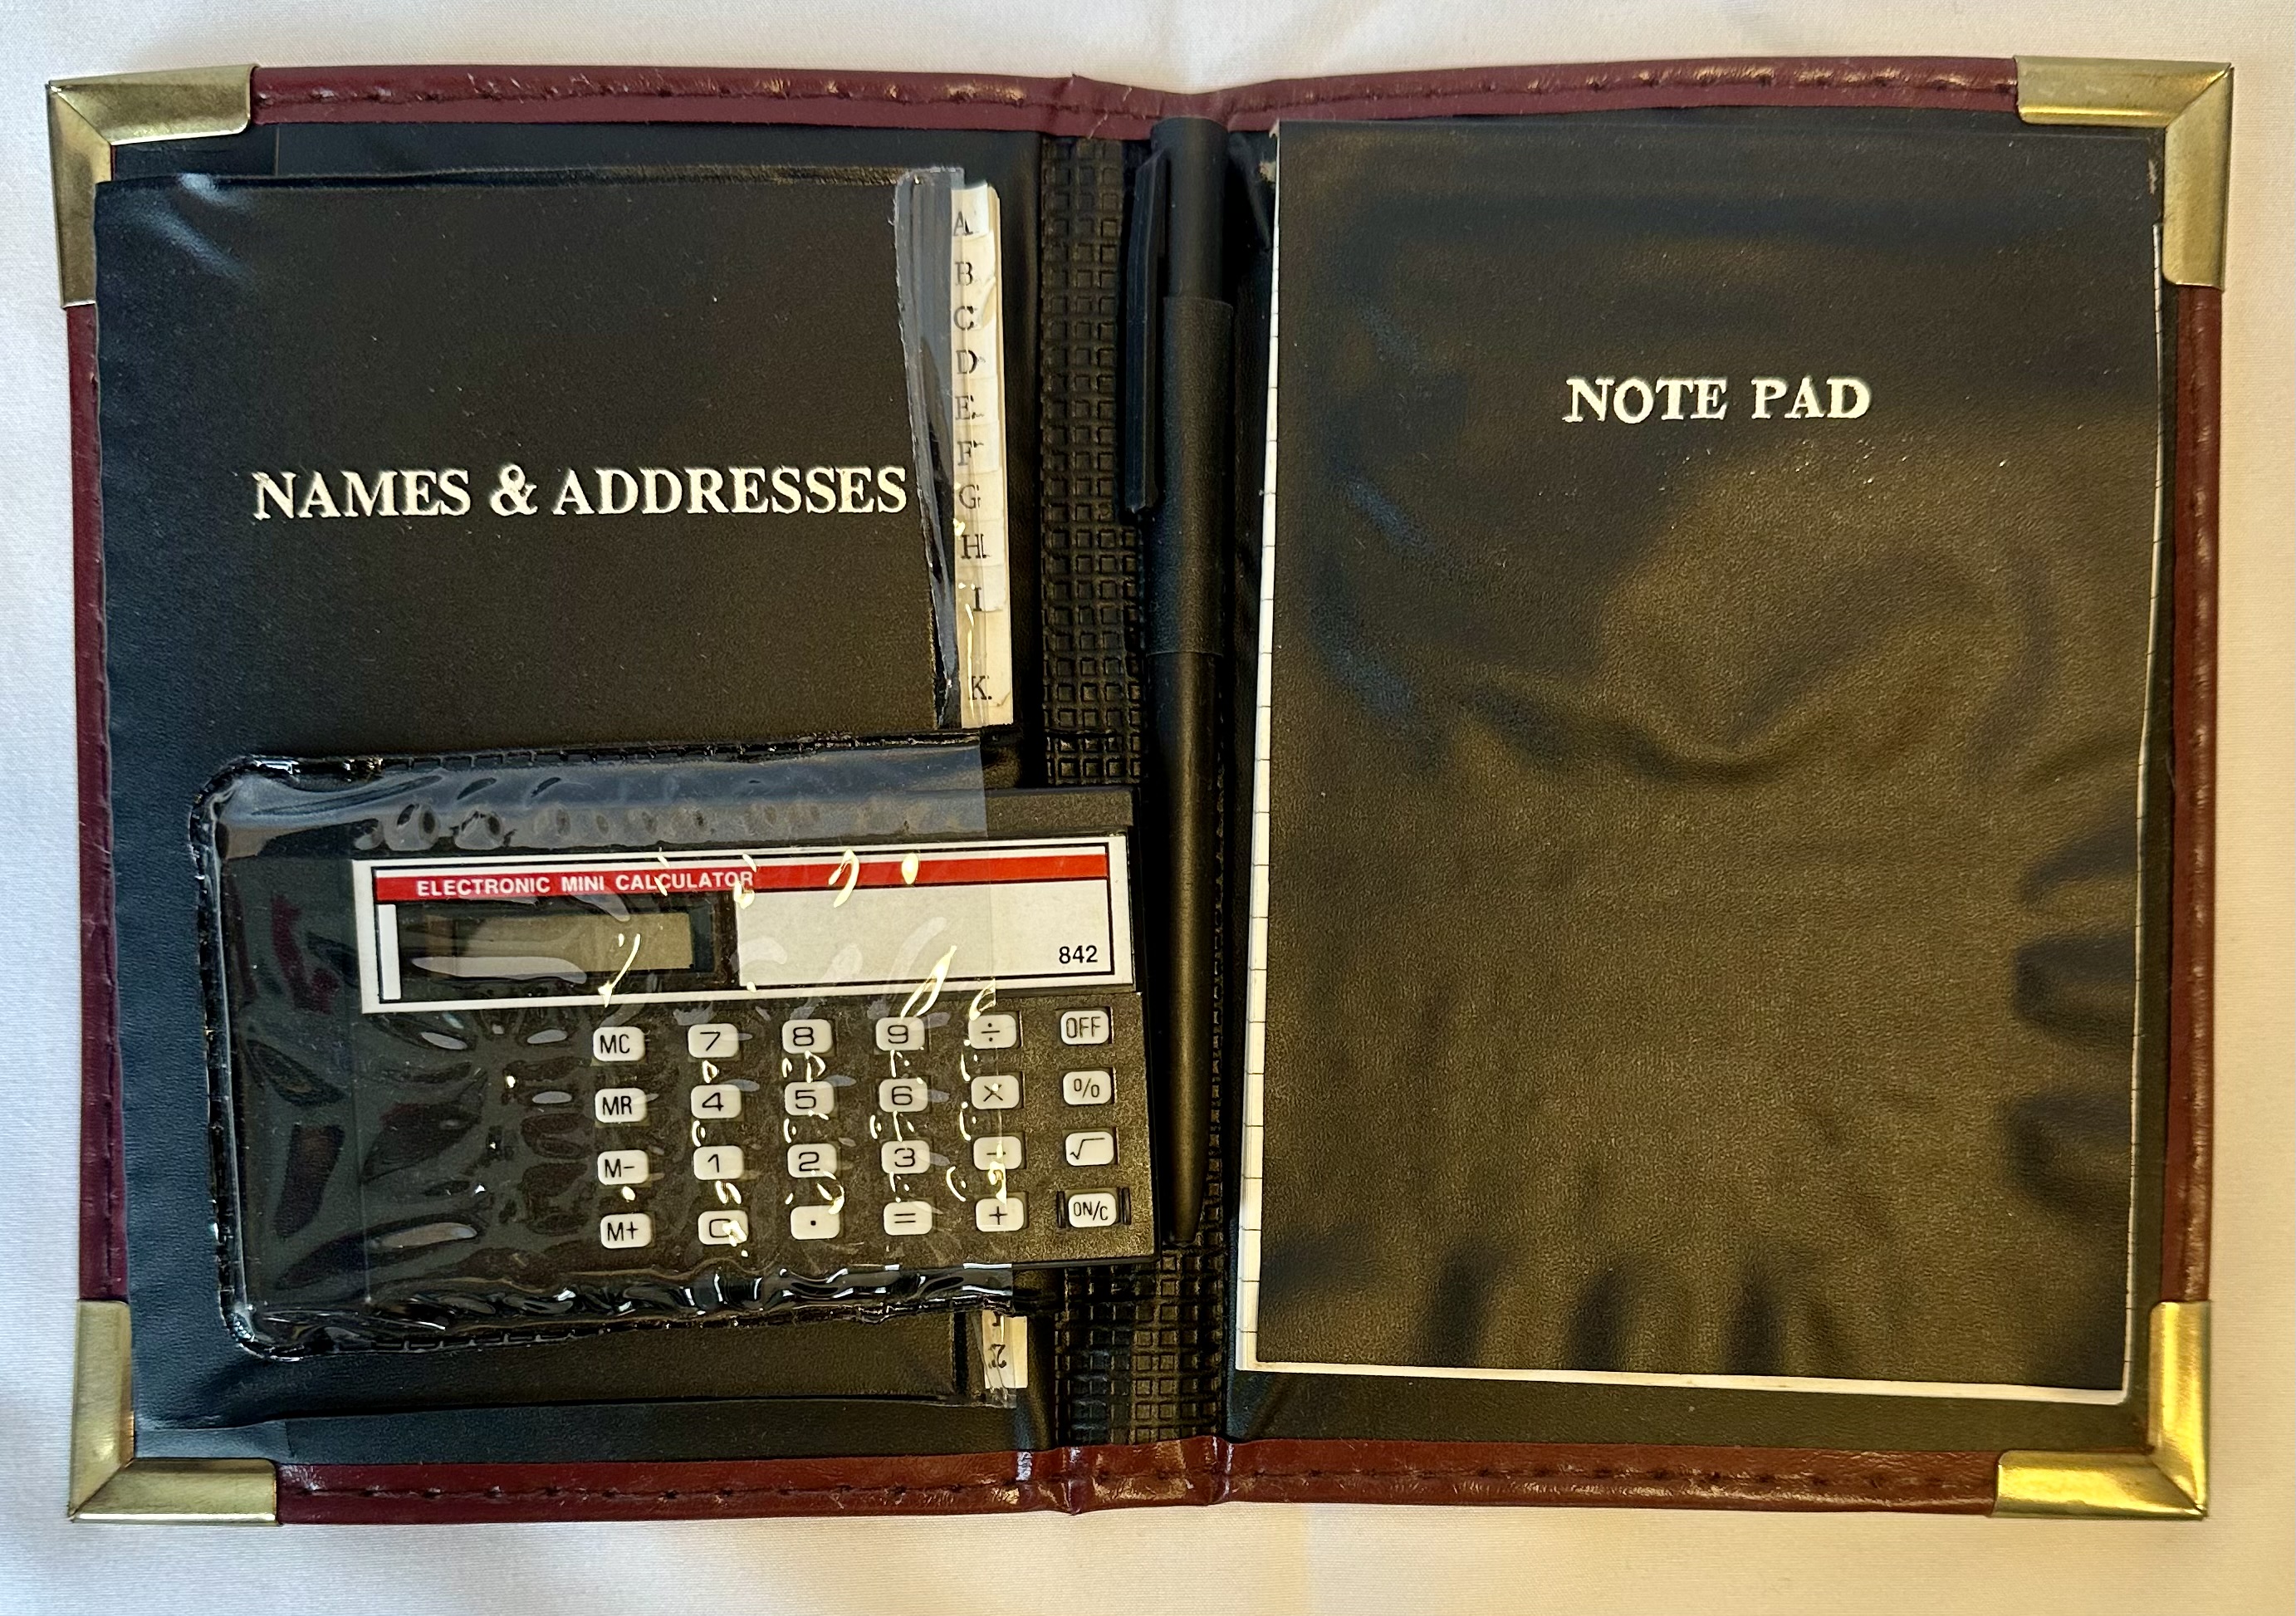 NAMES & ADDRESSES
A
B
C
D
E
F
G
H
I
K
ELECTRONIC MINI CALCULATOR
842
MC 7 8 9 ÷ OFF
MR 4 5 6 × %
M- 1 2 3 - √
M+ 0 . = + ON/C
NOTE PAD